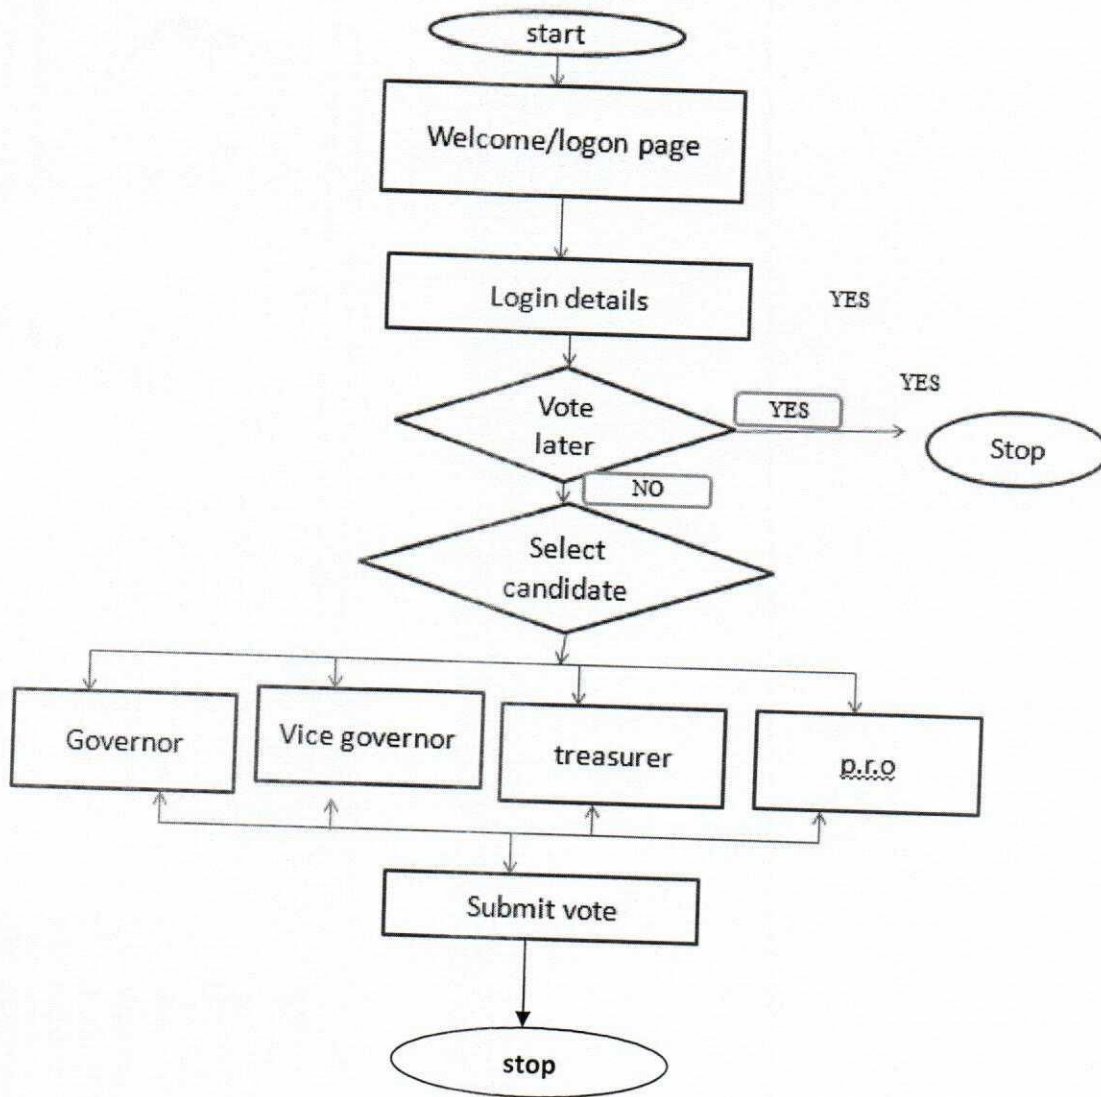 start
Welcome/logon page
Login details
YES
YES
Vote
later
YES
Stop
NO
Select
candidate
Governor
Vice governor
treasurer
p.r.o
Submit vote
stop